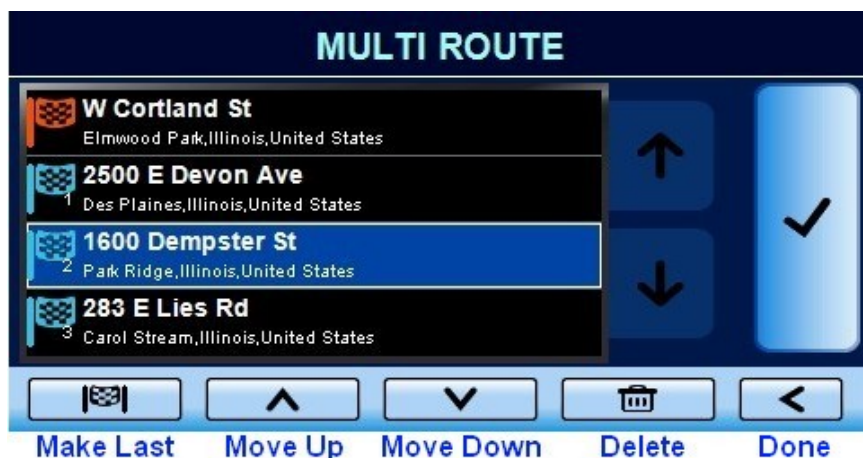 MULTI ROUTE
W Cortland St
Elmwood Park,Illinois,United States
2500 E Devon Ave
1
Des Plaines,Illinois,United States
1600 Dempster St
2
Park Ridge,Illinois,United States
283 E Lies Rd
3
Carol Stream,Illinois,United States
Make Last Move Up Move Down Delete Done